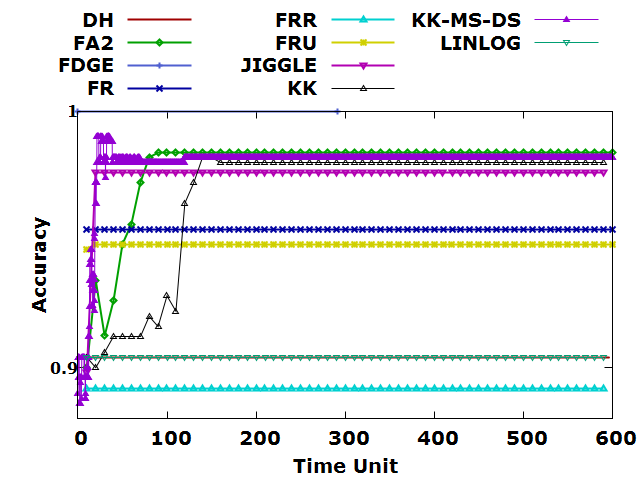 DH FRR KK-MS-DS
FA2 FRU LINLOG
FDGE JIGGLE
FR KK
1
0.9
Accuracy
0 100 200 300 400 500 600
Time Unit